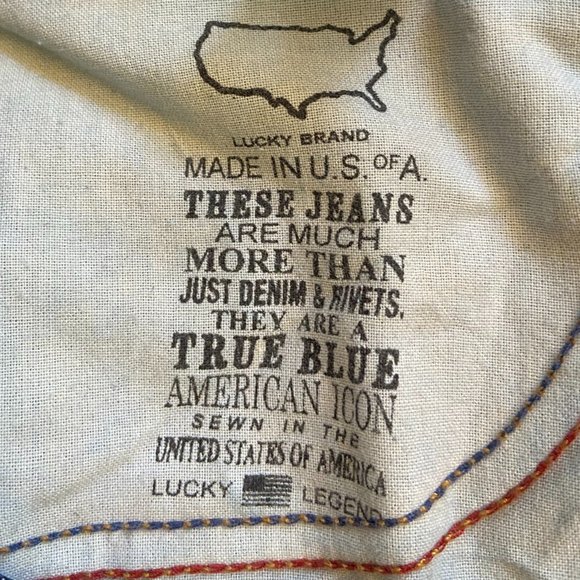 LUCKY BRAND
MADE IN U.S. OF A.
THESE JEANS
ARE MUCH
MORE THAN
JUST DENIM & RIVETS.
THEY ARE A
TRUE BLUE
AMERICAN ICON
SEWN IN THE
UNITED STATES OF AMERICA
LUCKY LEGEND